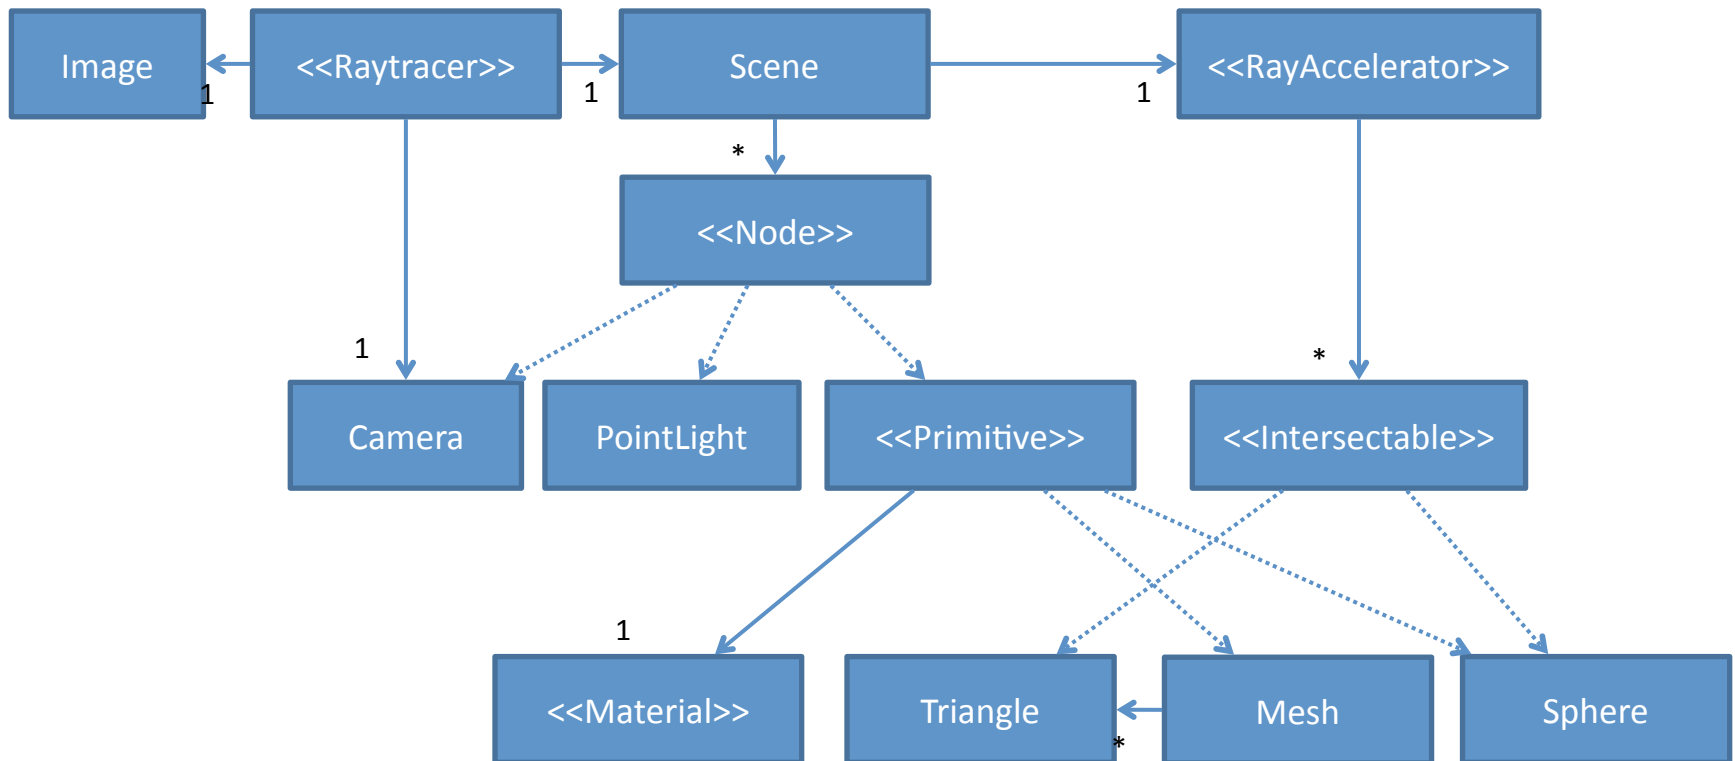 Image
<<Raytracer>>
Scene
<<RayAccelerator>>
1
1
1
*
<<Node>>
1
*
Camera
PointLight
<<Primitive>>
<<Intersectable>>
1
<<Material>>
Triangle
Mesh
Sphere
*